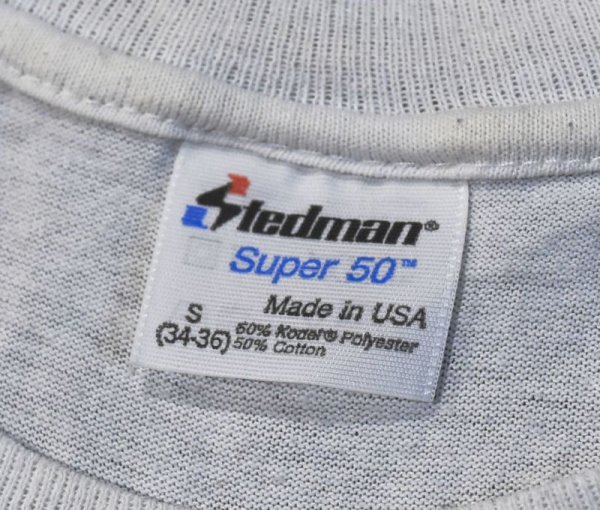 Stedman®
Super 50™
Made in USA
S
(34-36)
50% Kodel® Polyester
50% Cotton